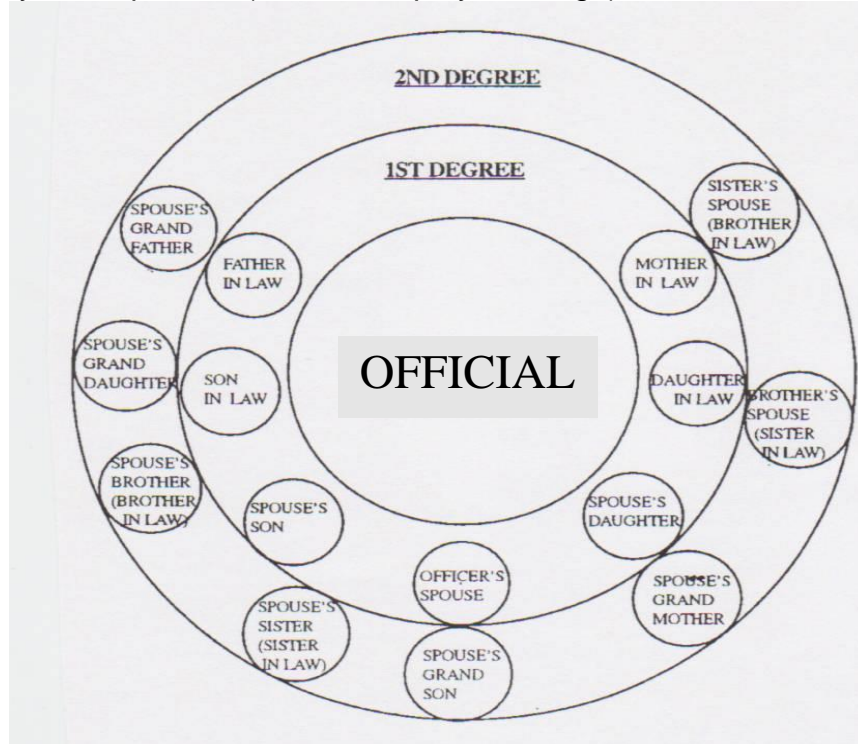 2ND DEGREE
1ST DEGREE
SISTER'S
SPOUSE
(BROTHER
IN LAW)
SPOUSE'S
GRAND
FATHER
FATHER
IN LAW
MOTHER
IN LAW
OFFICIAL
SPOUSE'S
GRAND
DAUGHTER
SON
IN LAW
DAUGHTER
IN LAW
BROTHER'S
SPOUSE
(SISTER
IN LAW)
SPOUSE'S
BROTHER
(BROTHER
IN LAW)
SPOUSE'S
SON
SPOUSE'S
DAUGHTER
OFFICER'S
SPOUSE
SPOUSE'S
GRAND
MOTHER
SPOUSE'S
SISTER
(SISTER
IN LAW)
SPOUSE'S
GRAND
SON